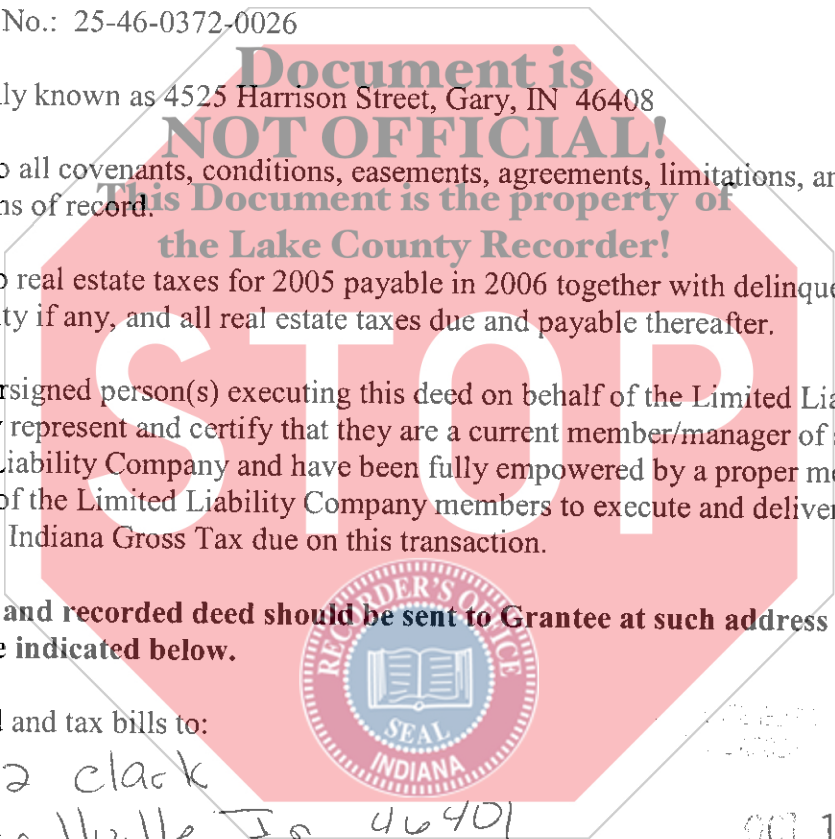 No.: 25-46-0372-0026
Document is
ly known as 4525 Harrison Street, Gary, IN 46408
NOT OFFICIAL!
o all covenants, conditions, easements, agreements, limitations, an
This Document is the property of
ns of record.
the Lake County Recorder!
o real estate taxes for 2005 payable in 2006 together with delinque
ty if any, and all real estate taxes due and payable thereafter.
STOP
rsigned person(s) executing this deed on behalf of the Limited Lia
represent and certify that they are a current member/manager of s
Liability Company and have been fully empowered by a proper me
of the Limited Liability Company members to execute and deliver
Indiana Gross Tax due on this transaction.
and recorded deed should be sent to Grantee at such address
e indicated below.
RECORDER'S OFFICE
SEAL
INDIANA
d and tax bills to:
a clark
In 46401